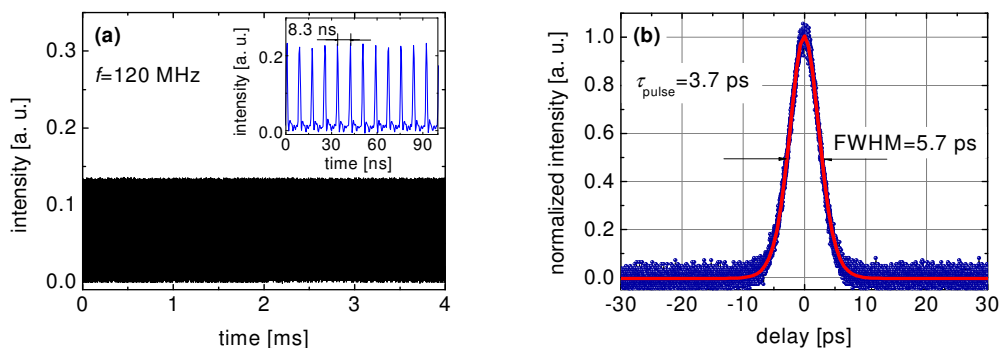 (a)
f=120 MHz
intensity [a. u.]
0.3
0.2
0.1
0.0
0 1 2 3 4
time [ms]
8.3 ns
intensity [a. u.]
0.2
0.0
0 30 60 90
time [ns]
(b)
τpulse=3.7 ps
FWHM=5.7 ps
normalized intensity [a. u.]
1.0
0.8
0.6
0.4
0.2
0.0
-30 -20 -10 0 10 20 30
delay [ps]